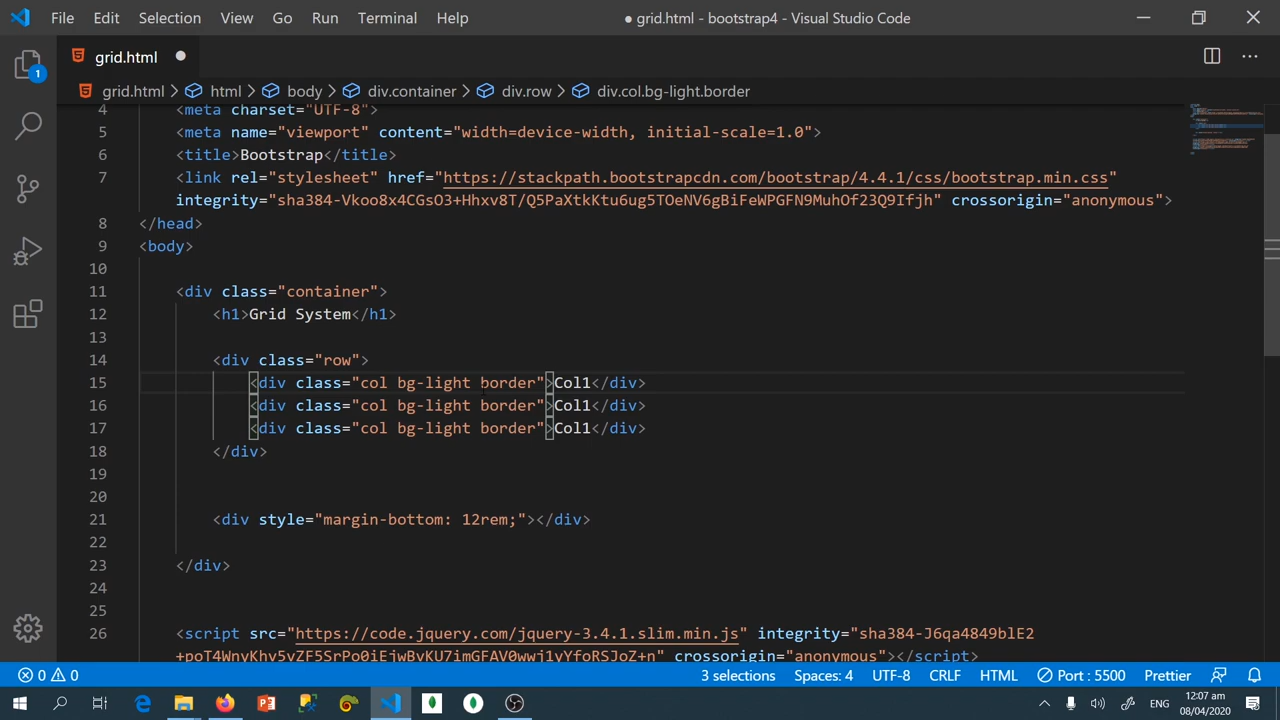 File Edit Selection View Go Run Terminal Help ● grid.html - bootstrap4 - Visual Studio Code
grid.html
1
grid.html > html > body > div.container > div.row > div.col.bg-light.border
4 <meta charset="UTF-8">
5 <meta name="viewport" content="width=device-width, initial-scale=1.0">
6 <title>Bootstrap</title>
7 <link rel="stylesheet" href="https://stackpath.bootstrapcdn.com/bootstrap/4.4.1/css/bootstrap.min.css"
integrity="sha384-Vkoo8x4CGsO3+Hhxv8T/Q5PaXtkKtu6ug5TOeNV6gBiFeWPGFN9MuhOf23Q9Ifjh" crossorigin="anonymous">
8 </head>
9 <body>
10
11 <div class="container">
12 <h1>Grid System</h1>
13
14 <div class="row">
15 <div class="col bg-light border">Col1</div>
16 <div class="col bg-light border">Col1</div>
17 <div class="col bg-light border">Col1</div>
18 </div>
19
20
21 <div style="margin-bottom: 12rem;"></div>
22
23 </div>
24
25
26 <script src="https://code.jquery.com/jquery-3.4.1.slim.min.js" integrity="sha384-J6qa4849blE2
+poT4WnyKhv5vZF5SrPo0iEjwBvKU7imGFAV0wwj1yYfoRSJoZ+n" crossorigin="anonymous"></script>
0 0 3 selections Spaces: 4 UTF-8 CRLF HTML Port : 5500 Prettier
12:07 am
ENG
08/04/2020